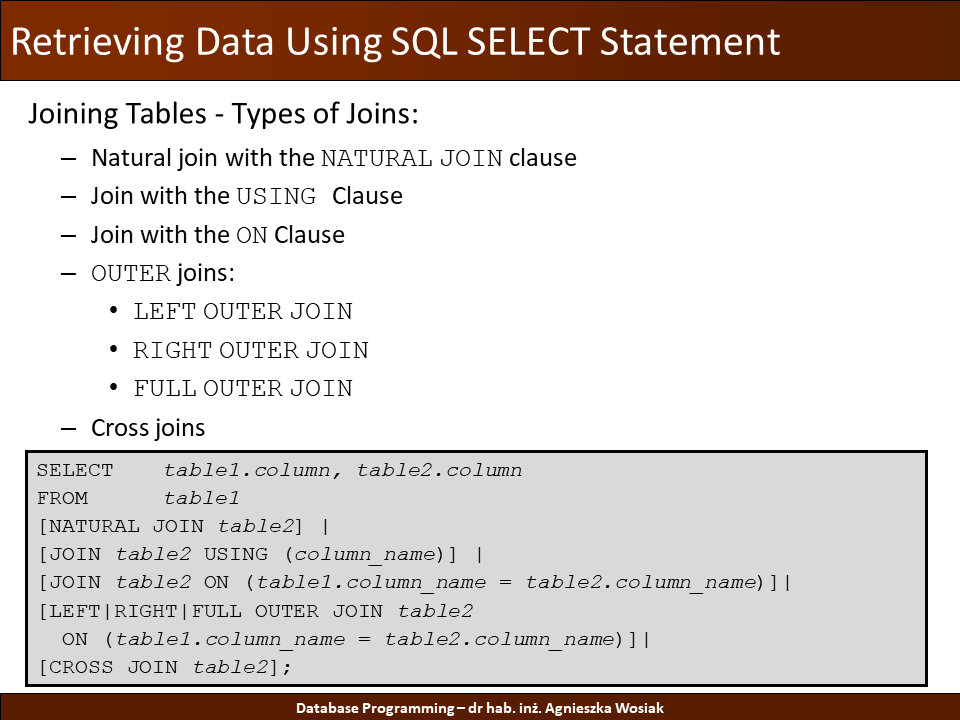 Retrieving Data Using SQL SELECT Statement
Joining Tables - Types of Joins:
– Natural join with the NATURAL JOIN clause
– Join with the USING Clause
– Join with the ON Clause
– OUTER joins:
• LEFT OUTER JOIN
• RIGHT OUTER JOIN
• FULL OUTER JOIN
– Cross joins
SELECT table1.column, table2.column
FROM table1
[NATURAL JOIN table2] |
[JOIN table2 USING (column_name)] |
[JOIN table2 ON (table1.column_name = table2.column_name)]|
[LEFT|RIGHT|FULL OUTER JOIN table2
ON (table1.column_name = table2.column_name)]|
[CROSS JOIN table2];
Database Programming – dr hab. inż. Agnieszka Wosiak